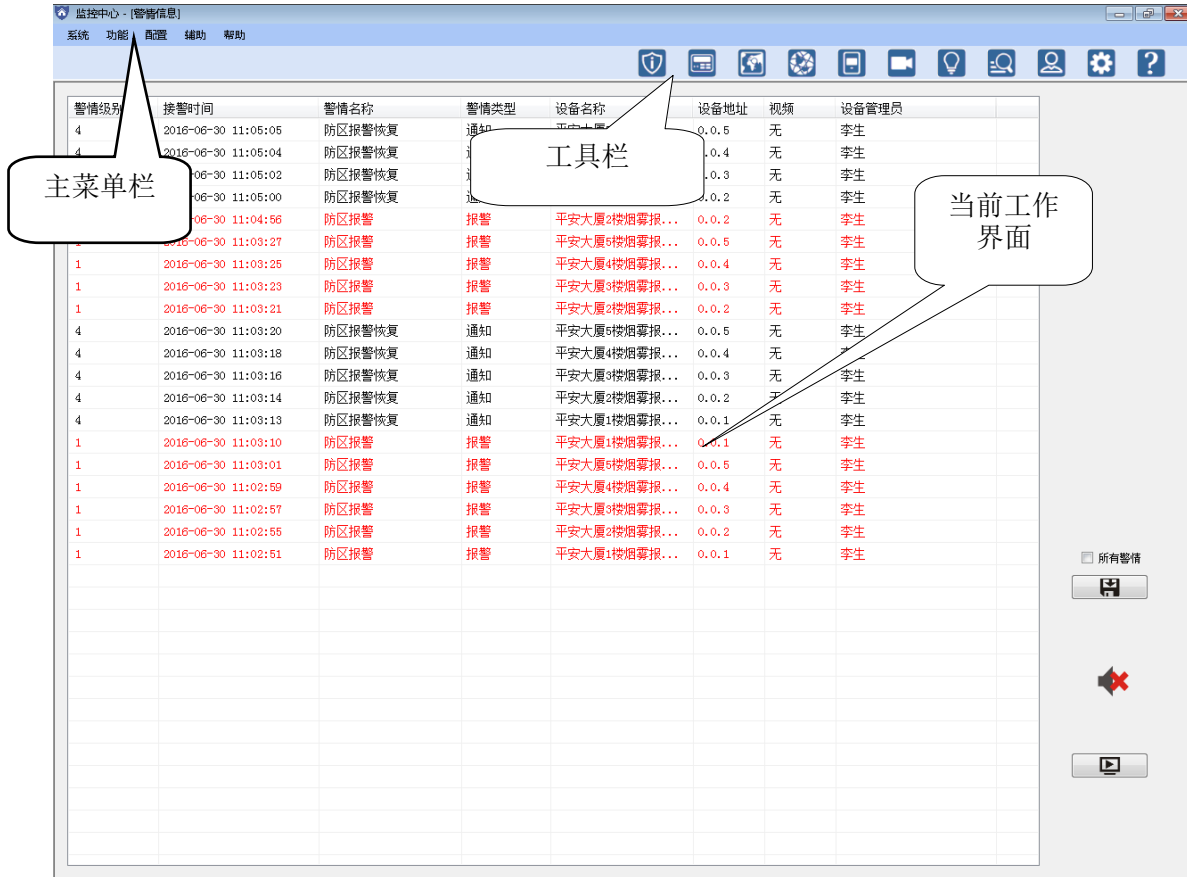 监控中心 - [警情信息]
系统 功能 配置 辅助 帮助
警情级别 接警时间 警情名称 警情类型 设备名称 设备地址 视频 设备管理员
4 2016-06-30 11:05:05 防区报警恢复 通知 0.0.5 无 李生
4 2016-06-30 11:05:04 防区报警恢复 0.4 无 李生
-06-30 11:05:02 防区报警恢复 0.3 无 李生
-06-30 11:05:00 防区报警恢复 0.0.2 无 李生
-06-30 11:04:56 防区报警 报警 平安大厦2楼烟雾报... 0.0.2 无 李生
1 2016-06-30 11:03:27 防区报警 报警 平安大厦5楼烟雾报... 0.0.5 无 李生
1 2016-06-30 11:03:25 防区报警 报警 平安大厦4楼烟雾报... 0.0.4 无 李生
1 2016-06-30 11:03:23 防区报警 报警 平安大厦3楼烟雾报... 0.0.3 无 李生
1 2016-06-30 11:03:21 防区报警 报警 平安大厦2楼烟雾报... 0.0.2 无 李生
4 2016-06-30 11:03:20 防区报警恢复 通知 平安大厦5楼烟雾报... 0.0.5 无 李生
4 2016-06-30 11:03:18 防区报警恢复 通知 平安大厦4楼烟雾报... 0.0.4 无 李生
4 2016-06-30 11:03:16 防区报警恢复 通知 平安大厦3楼烟雾报... 0.0.3 无 李生
4 2016-06-30 11:03:14 防区报警恢复 通知 平安大厦2楼烟雾报... 0.0.2 无 李生
4 2016-06-30 11:03:13 防区报警恢复 通知 平安大厦1楼烟雾报... 0.0.1 无 李生
1 2016-06-30 11:03:10 防区报警 报警 平安大厦1楼烟雾报... 0.0.1 无 李生
1 2016-06-30 11:03:01 防区报警 报警 平安大厦5楼烟雾报... 0.0.5 无 李生
1 2016-06-30 11:02:59 防区报警 报警 平安大厦4楼烟雾报... 0.0.4 无 李生
1 2016-06-30 11:02:57 防区报警 报警 平安大厦3楼烟雾报... 0.0.3 无 李生
1 2016-06-30 11:02:55 防区报警 报警 平安大厦2楼烟雾报... 0.0.2 无 李生
1 2016-06-30 11:02:51 防区报警 报警 平安大厦1楼烟雾报... 0.0.1 无 李生
主菜单栏
工具栏
当前工作
界面
所有警情